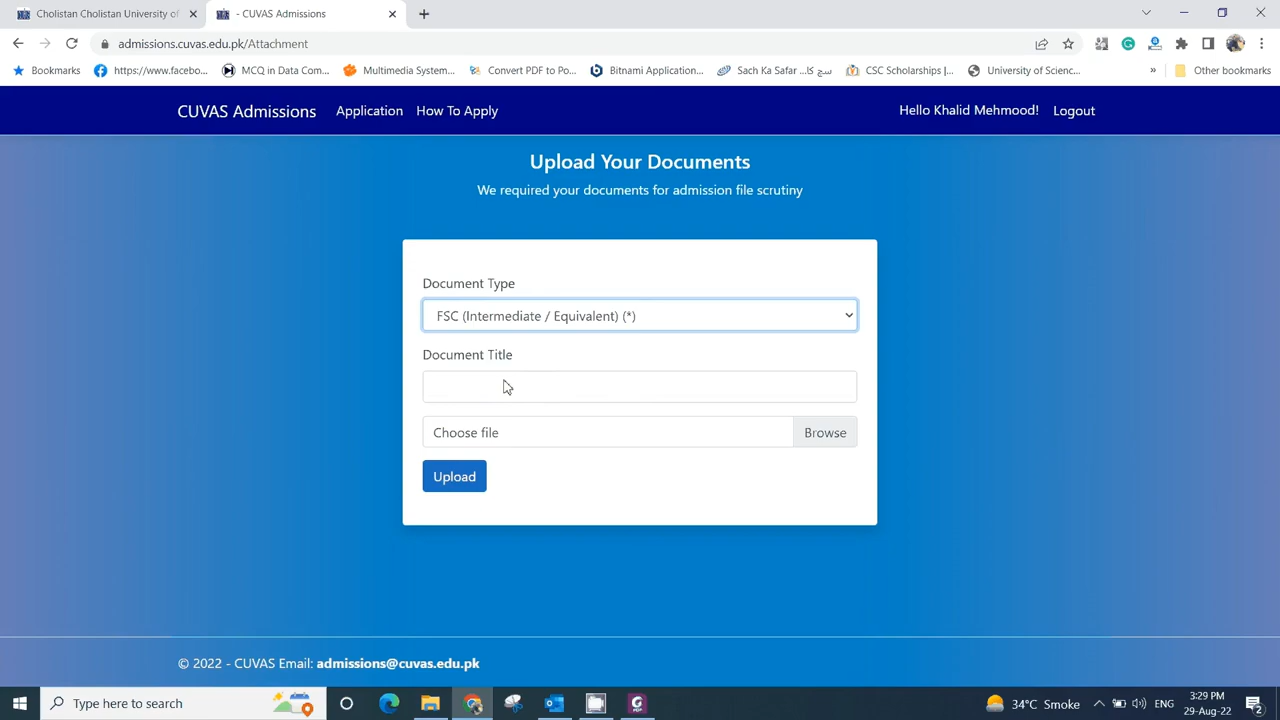 Cholistan Cholistan University of
- CUVAS Admissions
admissions.cuvas.edu.pk/Attachment
Bookmarks
https://www.facebo...
MCQ in Data Com...
Multimedia System...
Convert PDF to Po...
Bitnami Application...
Sach Ka Safar سچ کا...
CSC Scholarships |...
University of Scienc...
»
Other bookmarks
CUVAS Admissions
Application
How To Apply
Hello Khalid Mehmood!
Logout
Upload Your Documents
We required your documents for admission file scrutiny
Document Type
FSC (Intermediate / Equivalent) (*)
Document Title
Choose file
Browse
Upload
© 2022 - CUVAS Email: admissions@cuvas.edu.pk
Type here to search
34°C Smoke
3:29 PM
29-Aug-22
2